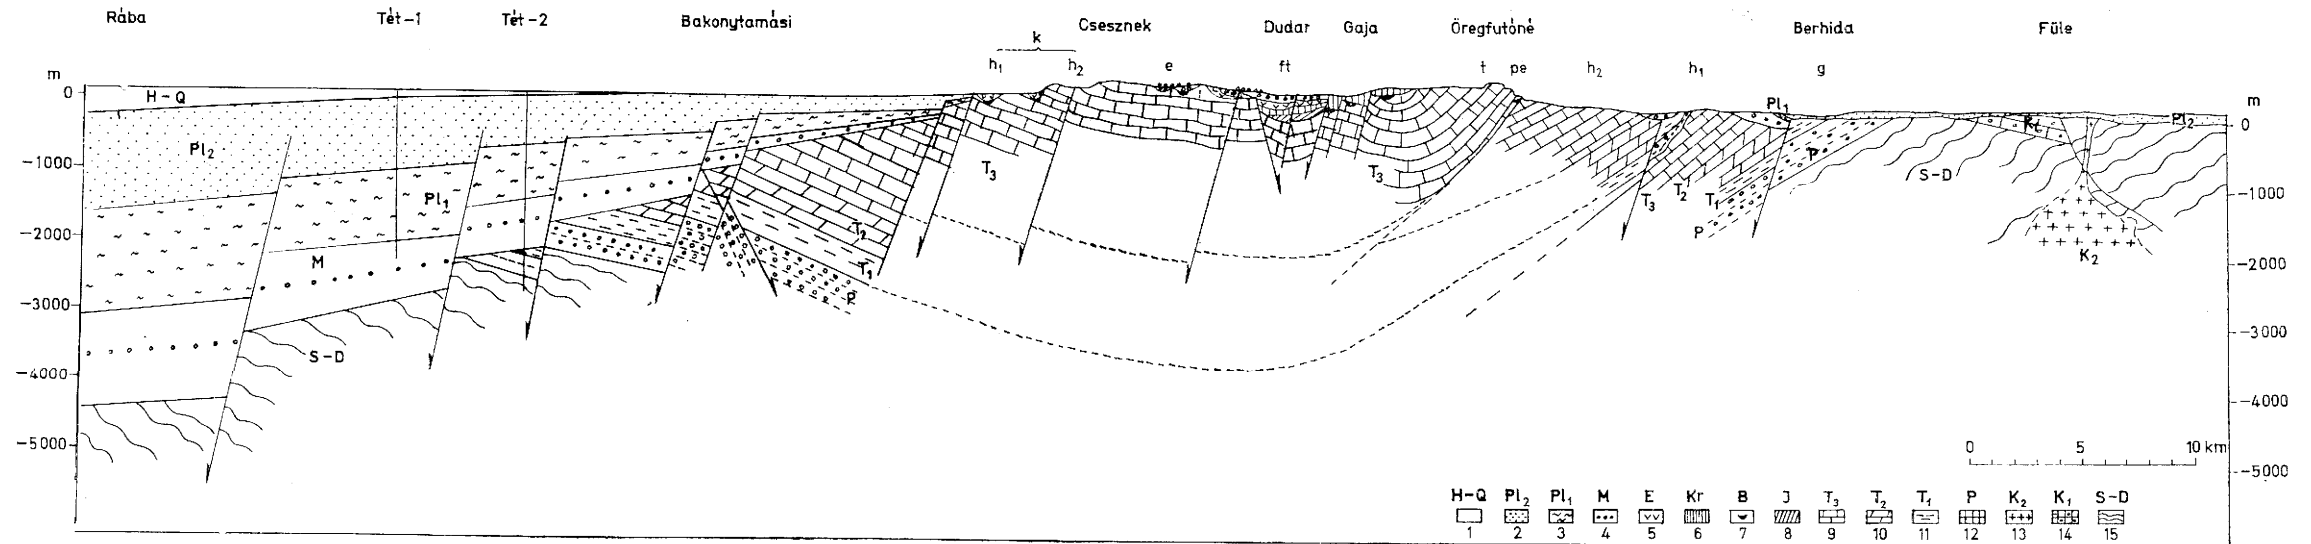 Rába Tét-1 Tét-2 Bakonytamási Csesznek Dudar Gaja Öregfutóné Berhida Füle
k
h₁ h₂ e ft t pe h₂ h₁ g
m
0
-1000
-2000
-3000
-4000
-5000
H-Q
Pl₂
Pl₁
M
S-D
T₂
T₁
P
T₃
T₃
T₃
T₂
T₁
P
P
Pl₁
S-D
K₁
K₂
Pl₂
m
0
-1000
-2000
-3000
-4000
-5000
0 5 10 km
H-Q Pl₂ Pl₁ M E Kr B J T₃ T₂ T₁ P K₂ K₁ S-D
1 2 3 4 5 6 7 8 9 10 11 12 13 14 15